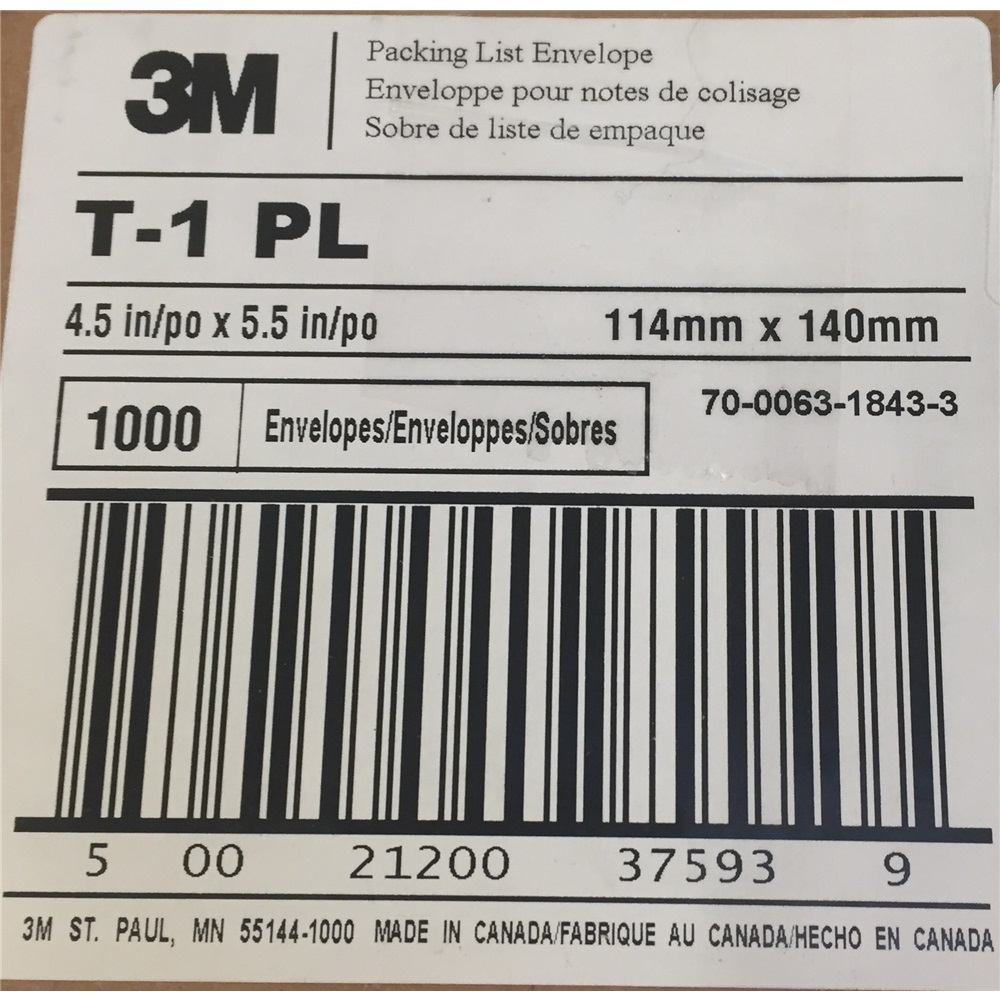 3M
Packing List Envelope
Enveloppe pour notes de colisage
Sobre de liste de empaque
T-1 PL
4.5 in/po x 5.5 in/po 114mm x 140mm
1000 Envelopes/Enveloppes/Sobres 70-0063-1843-3
5 00 21200 37593 9
3M ST. PAUL, MN 55144-1000 MADE IN CANADA/FABRIQUE AU CANADA/HECHO EN CANADA